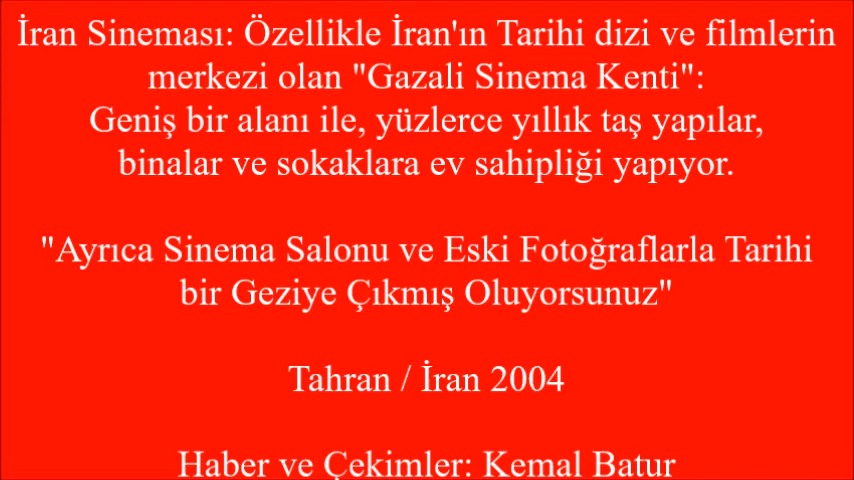 İran Sineması: Özellikle İran'ın Tarihi dizi ve filmlerin
merkezi olan "Gazali Sinema Kenti":
Geniş bir alanı ile, yüzlerce yıllık taş yapılar,
binalar ve sokaklara ev sahipliği yapıyor.
"Ayrıca Sinema Salonu ve Eski Fotoğraflarla Tarihi
bir Geziye Çıkmış Oluyorsunuz"
Tahran / İran 2004
Haber ve Çekimler: Kemal Batur